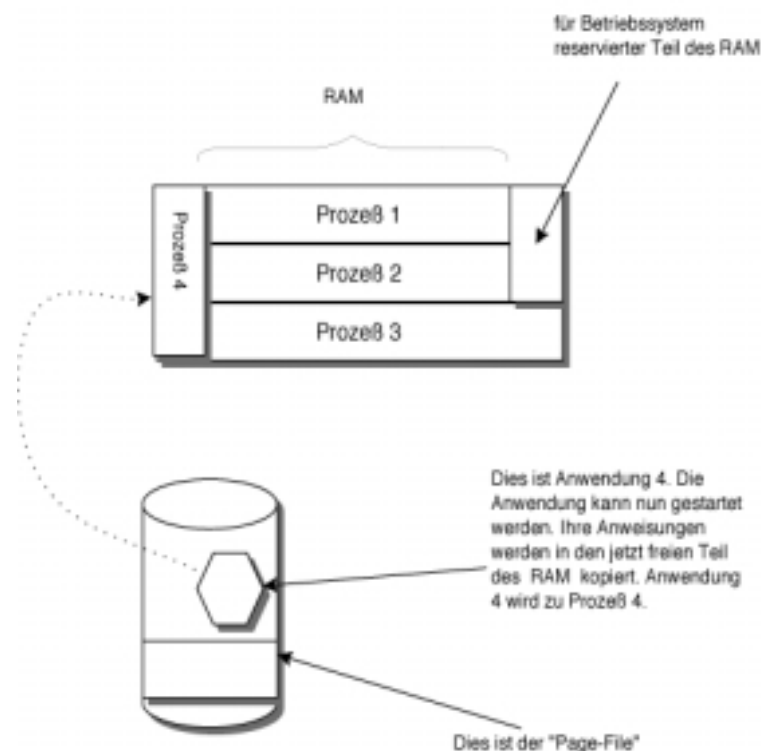 für Betriebssystem
reservierter Teil des RAM
RAM
Prozeß 1
Prozeß 4
Prozeß 2
Prozeß 3
Dies ist Anwendung 4. Die
Anwendung kann nun gestartet
werden. Ihre Anweisungen
werden in den jetzt freien Teil
des RAM kopiert. Anwendung
4 wird zu Prozeß 4.
Dies ist der "Page-File"